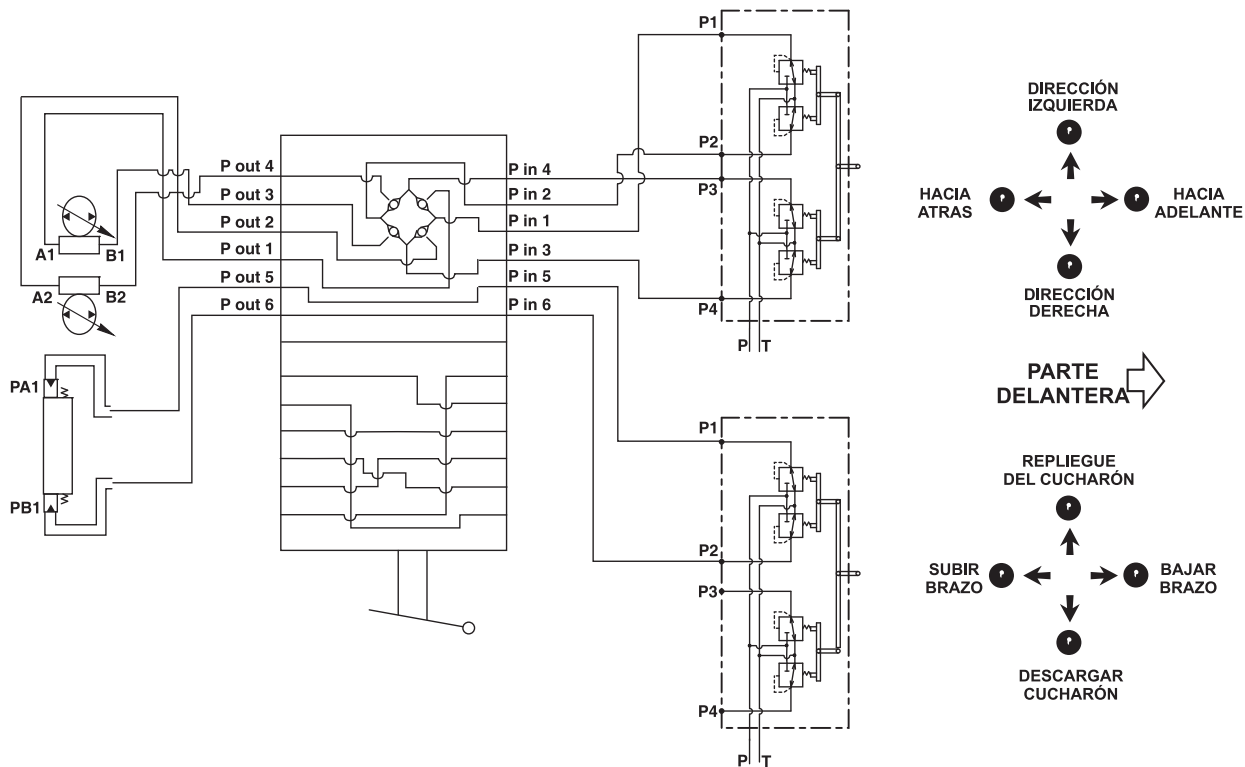 P1
P2
P3
P4
P T
P out 4
P out 3
P out 2
P out 1
P out 5
P out 6
P in 4
P in 2
P in 1
P in 3
P in 5
P in 6
A1 B1
A2 B2
PA1
PB1
P1
P2
P3
P4
P T
DIRECCIÓN
IZQUIERDA
HACIA
ATRAS
HACIA
ADELANTE
DIRECCIÓN
DERECHA
PARTE
DELANTERA
REPLIEGUE
DEL CUCHARÓN
SUBIR
BRAZO
BAJAR
BRAZO
DESCARGAR
CUCHARÓN